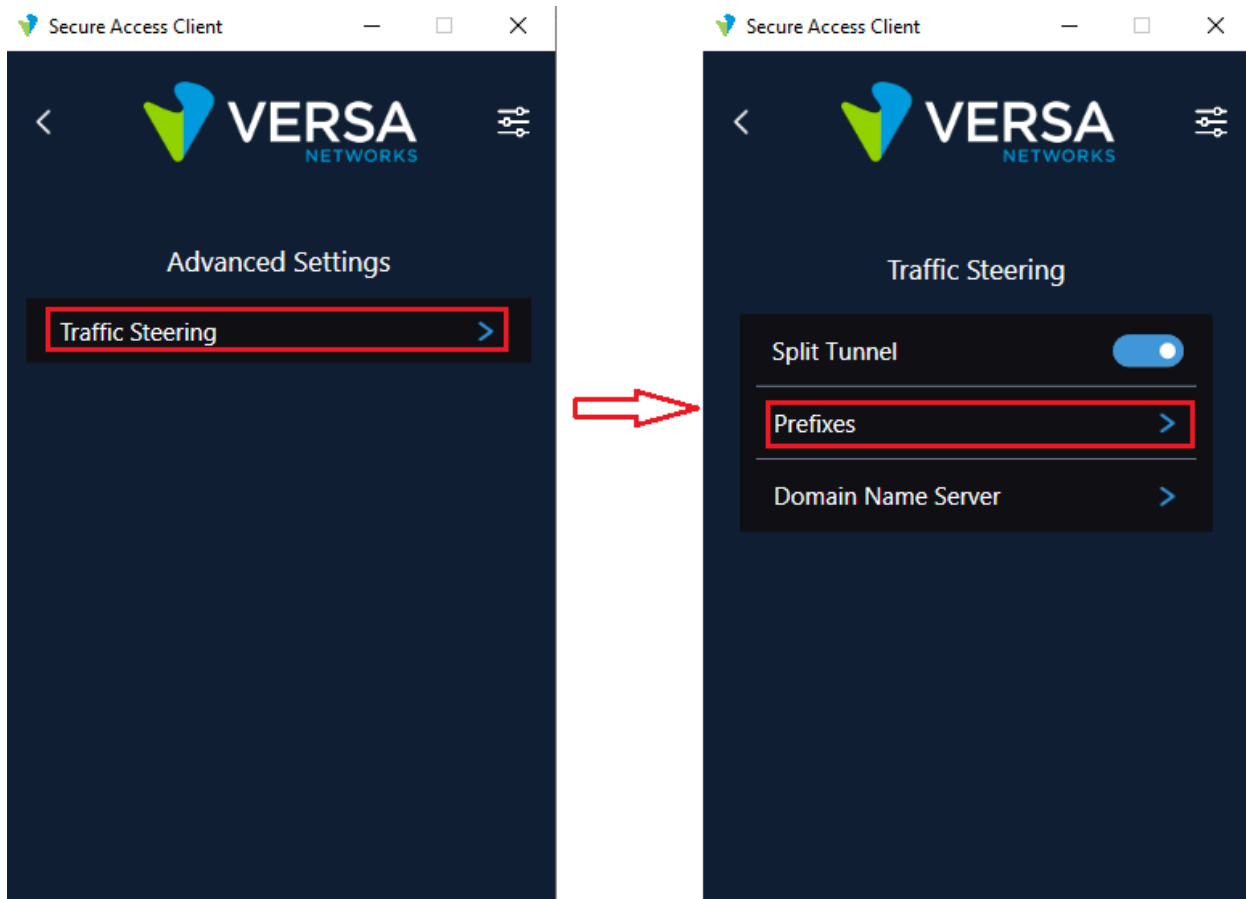 Secure Access Client
VERSA
NETWORKS
Advanced Settings
Traffic Steering
Secure Access Client
VERSA
NETWORKS
Traffic Steering
Split Tunnel
Prefixes
Domain Name Server